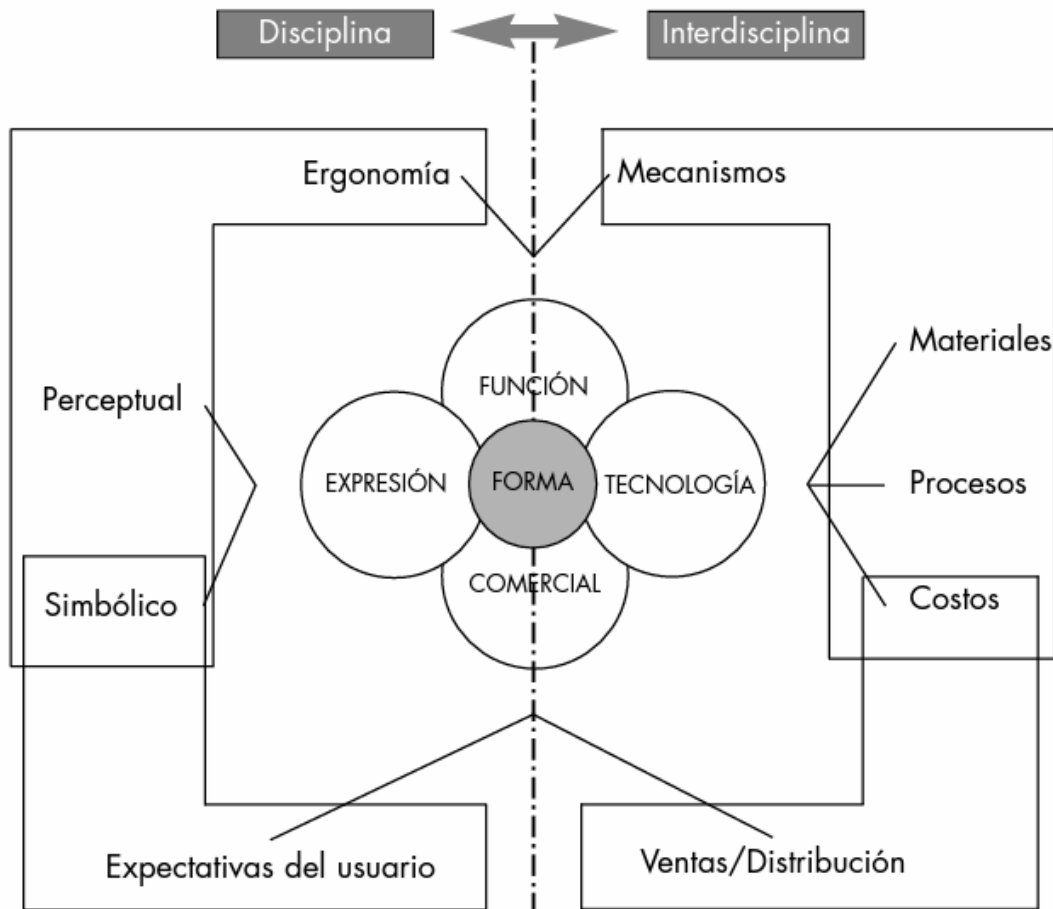 Disciplina
Interdisciplina
Ergonomía
Mecanismos
Materiales
FUNCIÓN
Perceptual
EXPRESIÓN
FORMA
TECNOLOGÍA
Procesos
COMERCIAL
Simbólico
Costos
Expectativas del usuario
Ventas/Distribución